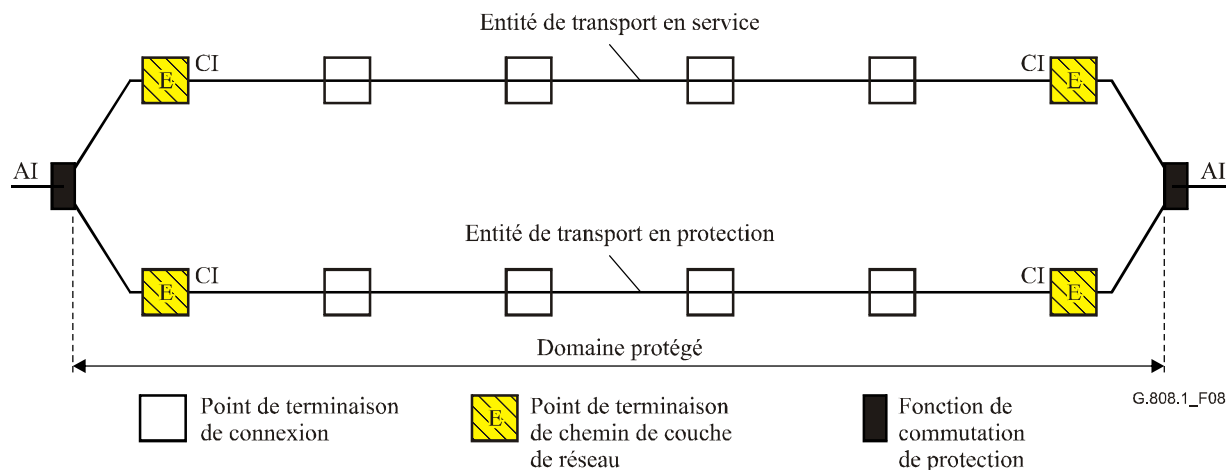 Entité de transport en service
E CI CI E
AI AI
Entité de transport en protection
E CI CI E
Domaine protégé
Point de terminaison
de connexion
E
Point de terminaison
de chemin de couche
de réseau
Fonction de
commutation
de protection
G.808.1_F08